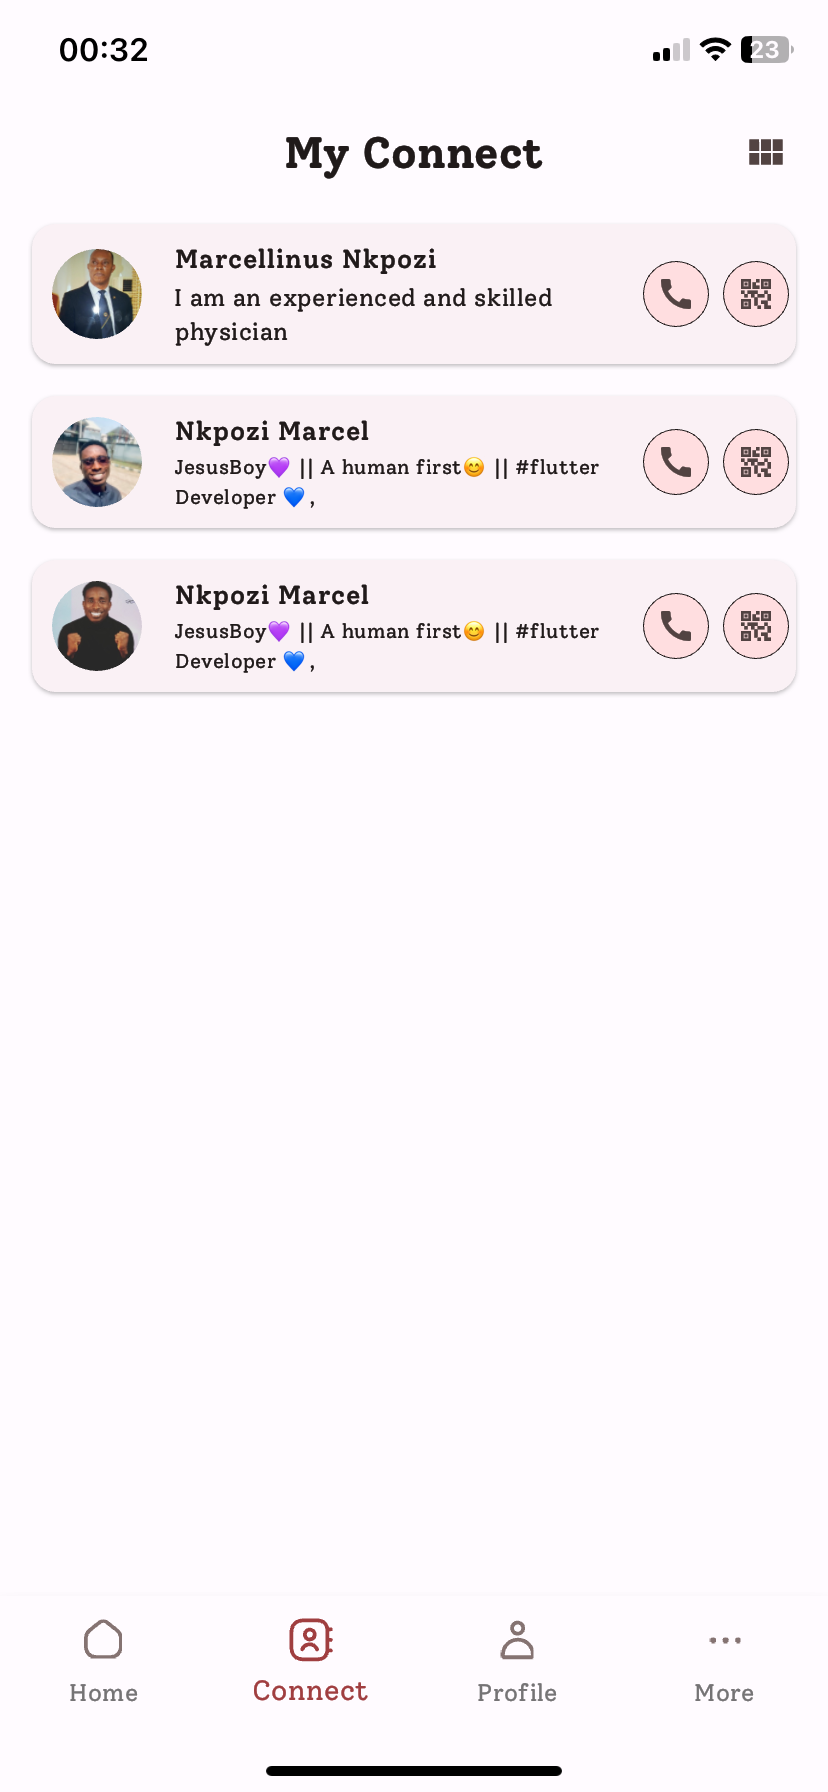 00:32
23
My Connect
Marcellinus Nkpozi
I am an experienced and skilled
physician
Nkpozi Marcel
JesusBoy💜 || A human first😊 || #flutter
Developer 💙 ,
Nkpozi Marcel
JesusBoy💜 || A human first😊 || #flutter
Developer 💙 ,
Home
Connect
Profile
More